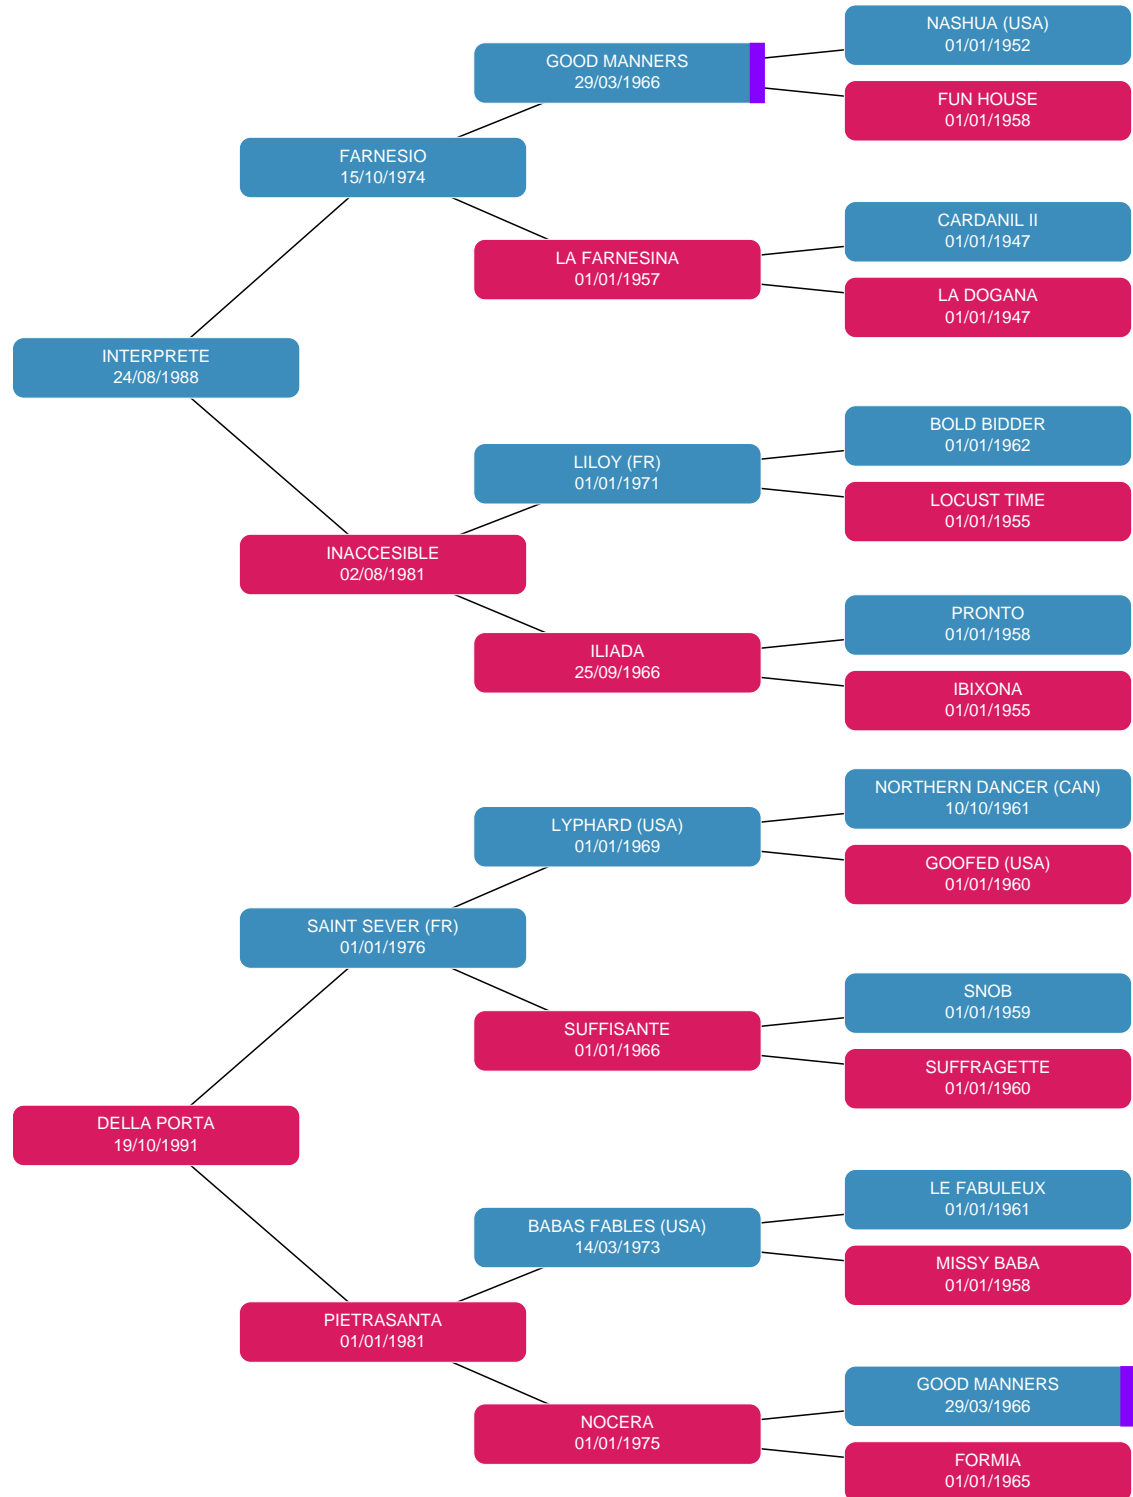 NASHUA (USA)
01/01/1952
GOOD MANNERS
29/03/1966
FUN HOUSE
01/01/1958
FARNESIO
15/10/1974
CARDANIL II
01/01/1947
LA FARNESINA
01/01/1957
LA DOGANA
01/01/1947
INTERPRETE
24/08/1988
BOLD BIDDER
01/01/1962
LILOY (FR)
01/01/1971
LOCUST TIME
01/01/1955
INACCESIBLE
02/08/1981
PRONTO
01/01/1958
ILIADA
25/09/1966
IBIXONA
01/01/1955
NORTHERN DANCER (CAN)
10/10/1961
LYPHARD (USA)
01/01/1969
GOOFED (USA)
01/01/1960
SAINT SEVER (FR)
01/01/1976
SNOB
01/01/1959
SUFFISANTE
01/01/1966
SUFFRAGETTE
01/01/1960
DELLA PORTA
19/10/1991
LE FABULEUX
01/01/1961
BABAS FABLES (USA)
14/03/1973
MISSY BABA
01/01/1958
PIETRASANTA
01/01/1981
GOOD MANNERS
29/03/1966
NOCERA
01/01/1975
FORMIA
01/01/1965